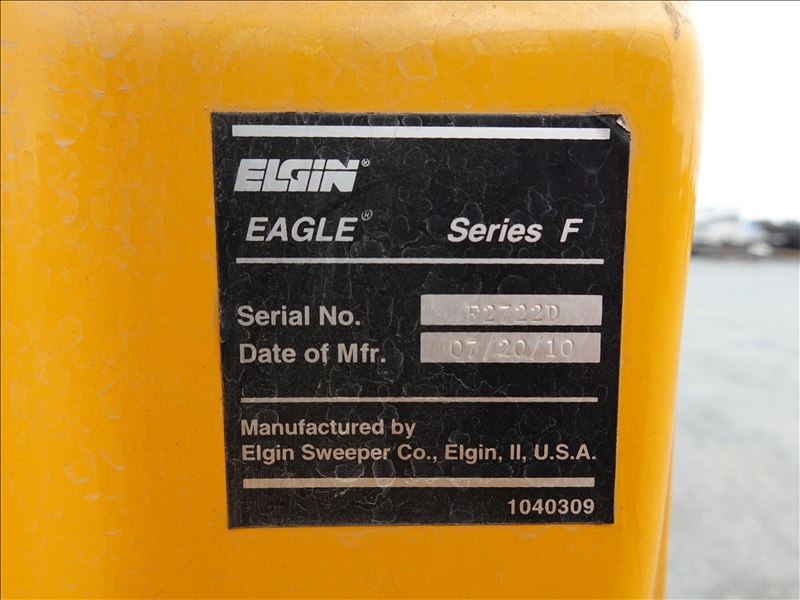 ELGIN®
EAGLE® Series F
Serial No. F2722D
Date of Mfr. 07/20/10
Manufactured by
Elgin Sweeper Co., Elgin, Il, U.S.A.
1040309